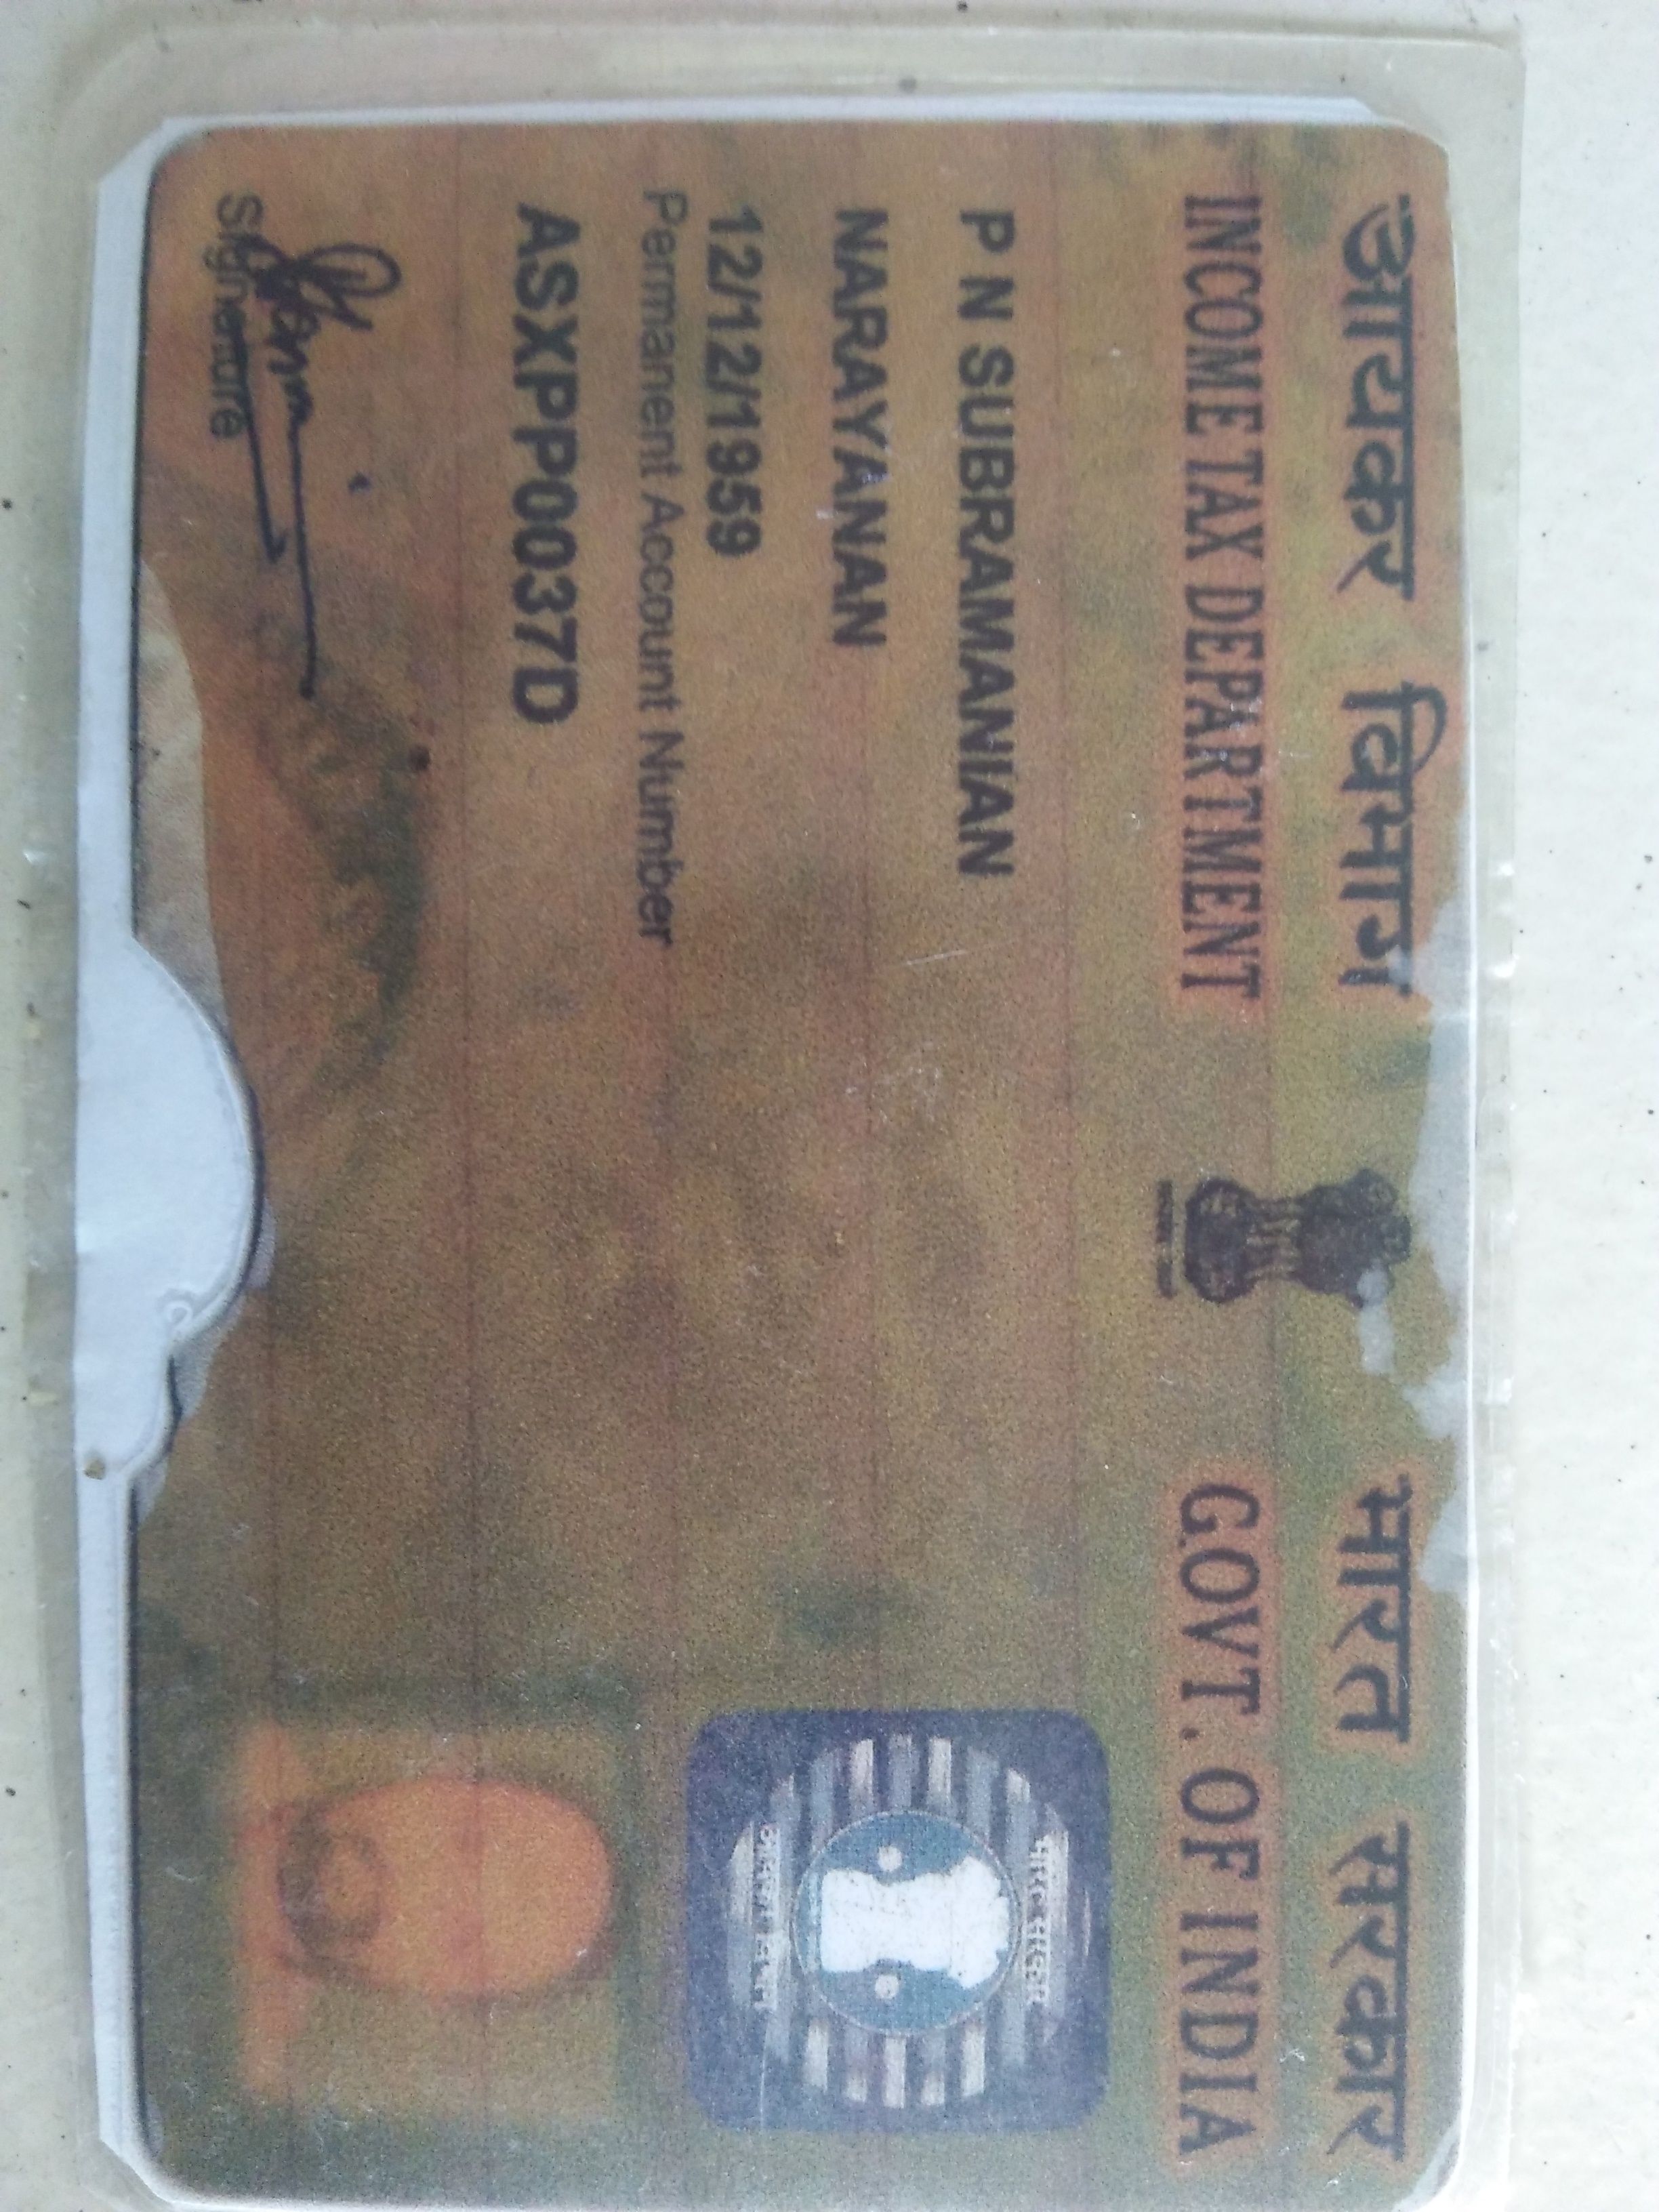 आयकर विभाग
INCOME TAX DEPARTMENT
भारत सरकार
GOVT. OF INDIA
P N SUBRAMANIAN
NARAYANAN
12/12/1959
Permanent Account Number
ASXPP0037D
Signature